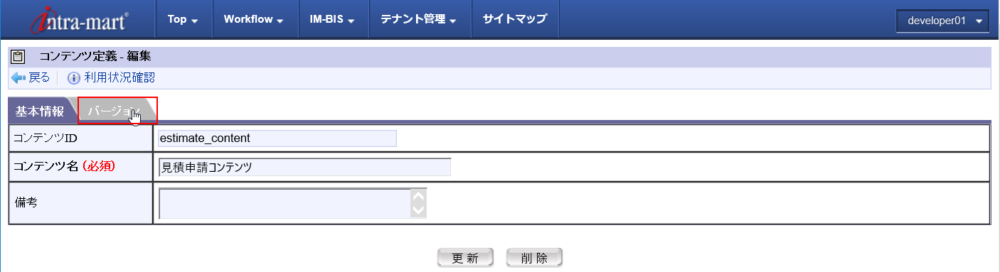 intra-mart® Top Workflow IM-BIS テナント管理 サイトマップ developer01
コンテンツ定義 - 編集
戻る 利用状況確認
基本情報 バージョン
コンテンツID estimate_content
コンテンツ名 (必須) 見積申請コンテンツ
備考
更新 削除